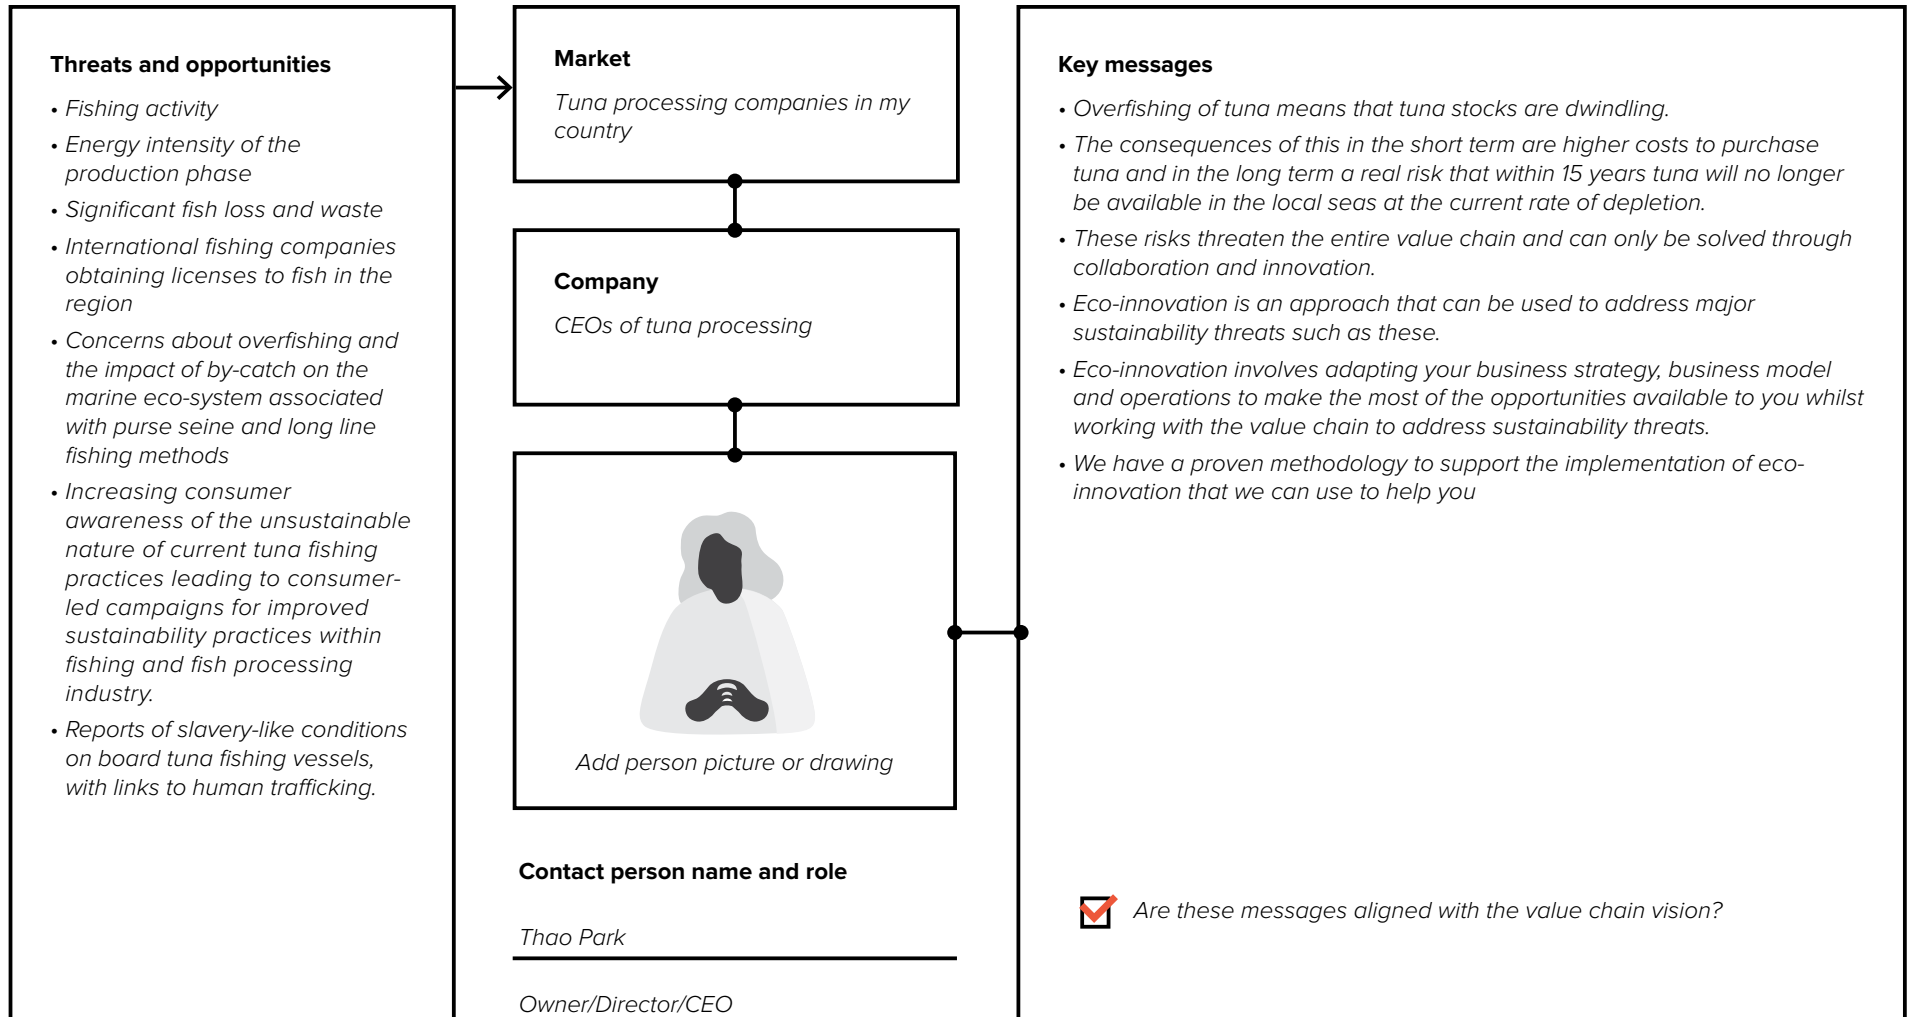 Threats and opportunities
• Fishing activity
• Energy intensity of the
production phase
• Significant fish loss and waste
• International fishing companies
obtaining licenses to fish in the
region
• Concerns about overfishing and
the impact of by-catch on the
marine eco-system associated
with purse seine and long line
fishing methods
• Increasing consumer
awareness of the unsustainable
nature of current tuna fishing
practices leading to consumer-
led campaigns for improved
sustainability practices within
fishing and fish processing
industry.
• Reports of slavery-like conditions
on board tuna fishing vessels,
with links to human trafficking.
Market
Tuna processing companies in my
country
Company
CEOs of tuna processing
Add person picture or drawing
Contact person name and role
Thao Park
Owner/Director/CEO
Key messages
• Overfishing of tuna means that tuna stocks are dwindling.
• The consequences of this in the short term are higher costs to purchase
tuna and in the long term a real risk that within 15 years tuna will no longer
be available in the local seas at the current rate of depletion.
• These risks threaten the entire value chain and can only be solved through
collaboration and innovation.
• Eco-innovation is an approach that can be used to address major
sustainability threats such as these.
• Eco-innovation involves adapting your business strategy, business model
and operations to make the most of the opportunities available to you whilst
working with the value chain to address sustainability threats.
• We have a proven methodology to support the implementation of eco-
innovation that we can use to help you
Are these messages aligned with the value chain vision?